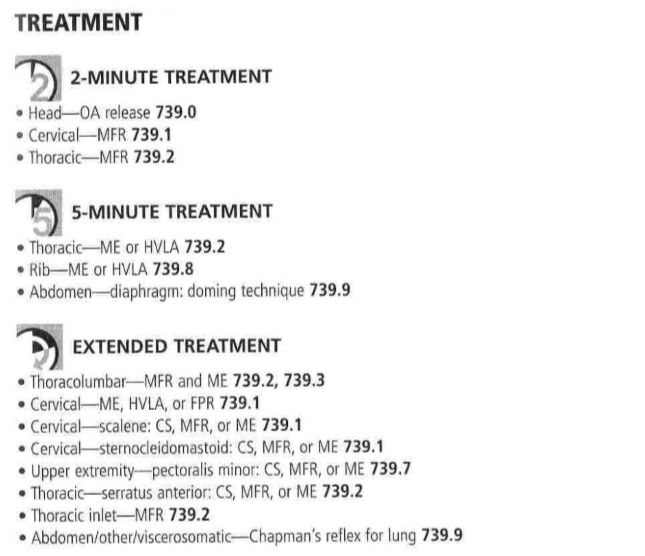 TREATMENT
2 2-MINUTE TREATMENT
• Head—OA release 739.0
• Cervical—MFR 739.1
• Thoracic—MFR 739.2
5 5-MINUTE TREATMENT
• Thoracic—ME or HVLA 739.2
• Rib—ME or HVLA 739.8
• Abdomen—diaphragm: doming technique 739.9
EXTENDED TREATMENT
• Thoracolumbar—MFR and ME 739.2, 739.3
• Cervical—ME, HVLA, or FPR 739.1
• Cervical—scalene: CS, MFR, or ME 739.1
• Cervical—sternocleidomastoid: CS, MFR, or ME 739.1
• Upper extremity—pectoralis minor: CS, MFR, or ME 739.7
• Thoracic—serratus anterior: CS, MFR, or ME 739.2
• Thoracic inlet—MFR 739.2
• Abdomen/other/viscerosomatic—Chapman's reflex for lung 739.9